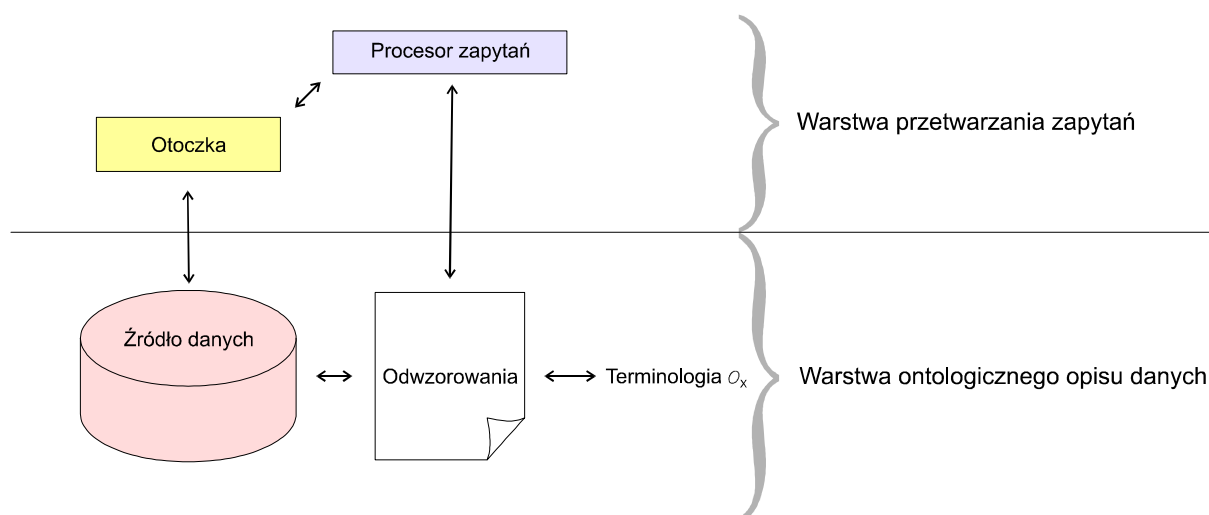 Procesor zapytań
Otoczka
Warstwa przetwarzania zapytań
Źródło danych
Odwzorowania
Terminologia Oₓ
Warstwa ontologicznego opisu danych